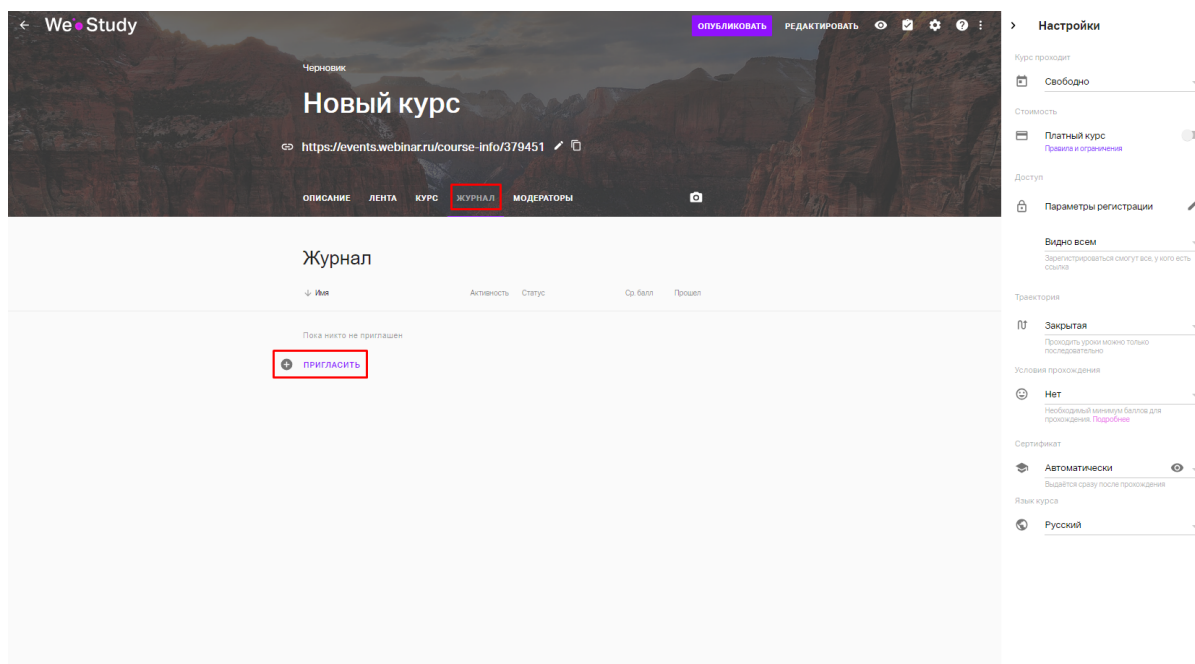 We Study
ОПУБЛИКОВАТЬ РЕДАКТИРОВАТЬ
Черновик
Новый курс
https://events.webinar.ru/course-info/379451
ОПИСАНИЕ ЛЕНТА КУРС ЖУРНАЛ МОДЕРАТОРЫ
Журнал
Имя Активность Статус Ср. балл Прошел
Пока никто не приглашен
ПРИГЛАСИТЬ
Настройки
Курс проходит
Свободно
Стоимость
Платный курс
Правила и ограничения
Доступ
Параметры регистрации
Видно всем
Зарегистрироваться смогут все, у кого есть
ссылка
Траектория
Закрытая
Проходить уроки можно только
последовательно
Условия прохождения
Нет
Необходимый минимум баллов для
прохождения. Подробнее
Сертификат
Автоматически
Выдаётся сразу после прохождения
Язык курса
Русский